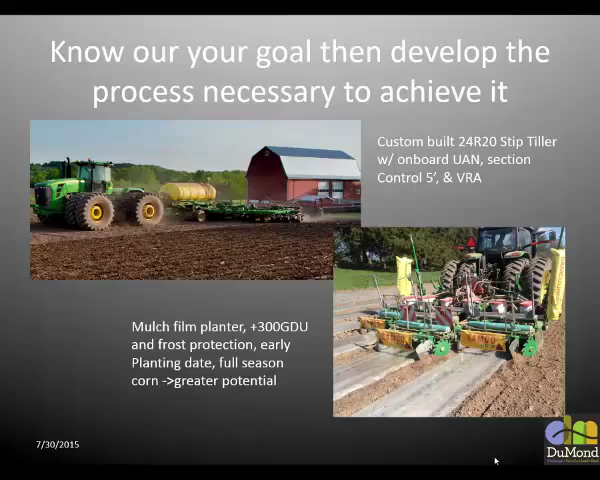 Know our your goal then develop the
process necessary to achieve it
Custom built 24R20 Stip Tiller
w/ onboard UAN, section
Control 5', & VRA
Mulch film planter, +300GDU
and frost protection, early
Planting date, full season
corn ->greater potential
7/30/2015
DuMond